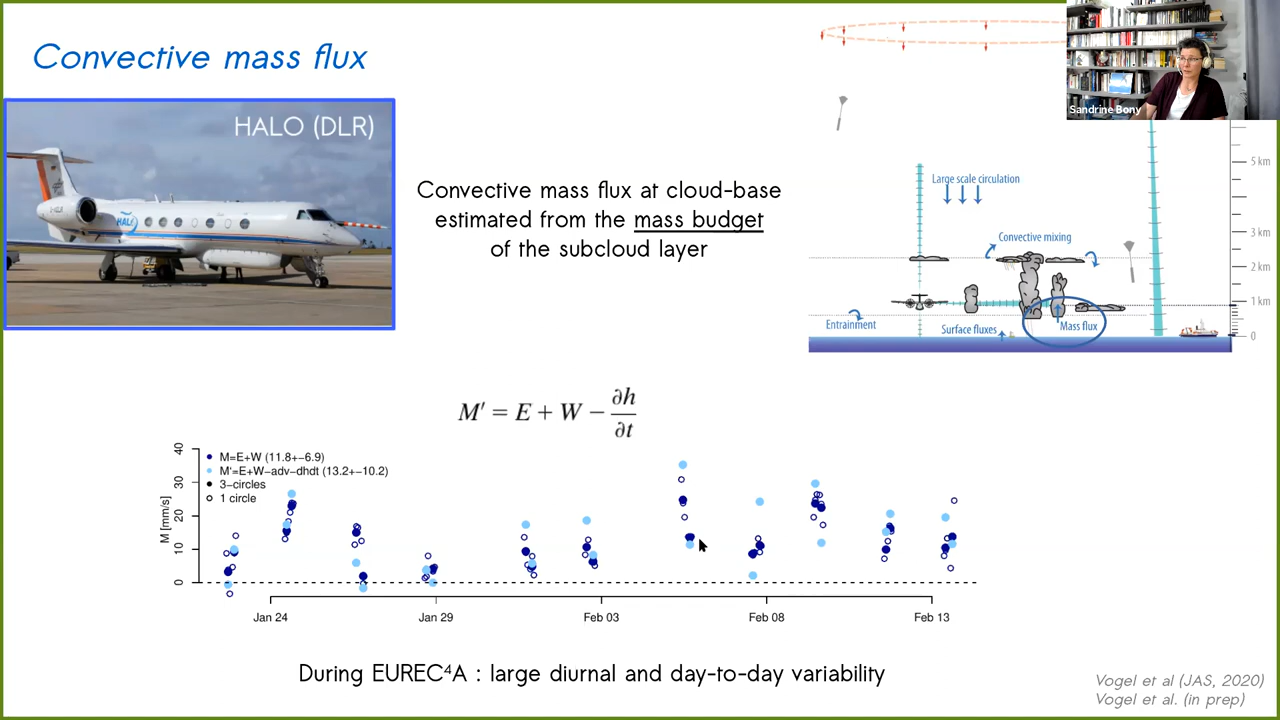 Convective mass flux
HALO (DLR)
HALO
Convective mass flux at cloud-base
estimated from the mass budget
of the subcloud layer
Sandrine Bony
5 km
Large scale circulation
Convective mixing
3 km
2 km
1 km
Entrainment
Surface fluxes
Mass flux
0
M′ = E + W − ∂h/∂t
M [mm/s]
40
30
20
10
0
M=E+W (11.8+−6.9)
M'=E+W−adv−dhdt (13.2+−10.2)
3−circles
1 circle
Jan 24
Jan 29
Feb 03
Feb 08
Feb 13
During EUREC⁴A : large diurnal and day-to-day variability
Vogel et al (JAS, 2020)
Vogel et al. (in prep)